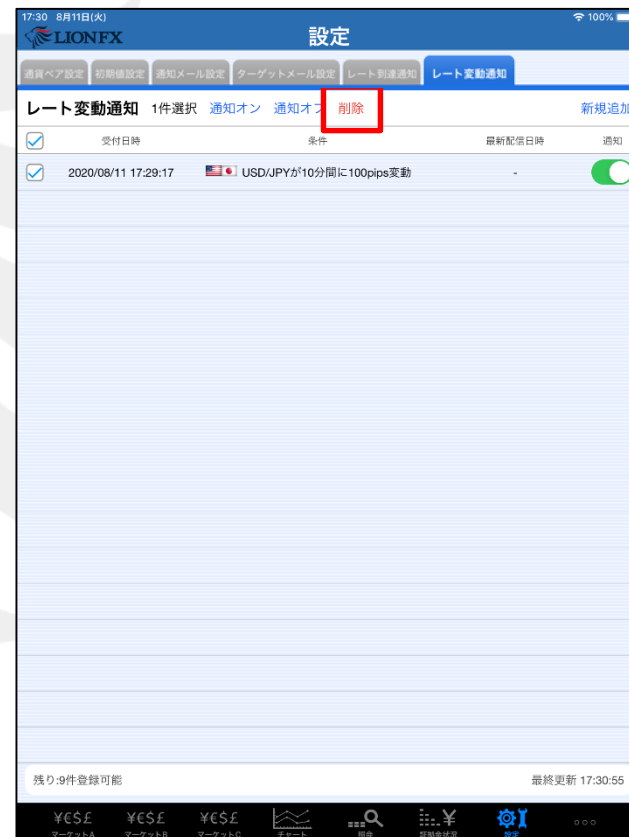 17:30 8月11日(火) 100%
LIONFX 設定
通貨ペア設定 初期値設定 通知メール設定 ターゲットメール設定 レート到達通知 レート変動通知
レート変動通知 1件選択 通知オン 通知オフ 削除 新規追加
受付日時 条件 最新配信日時 通知
2020/08/11 17:29:17 USD/JPYが10分間に100pips変動 -
残り:9件登録可能 最終更新 17:30:55
¥€$£ ¥€$£ ¥€$£ ¥
マーケットA マーケットB マーケットC チャート 照会 証拠金状況 設定